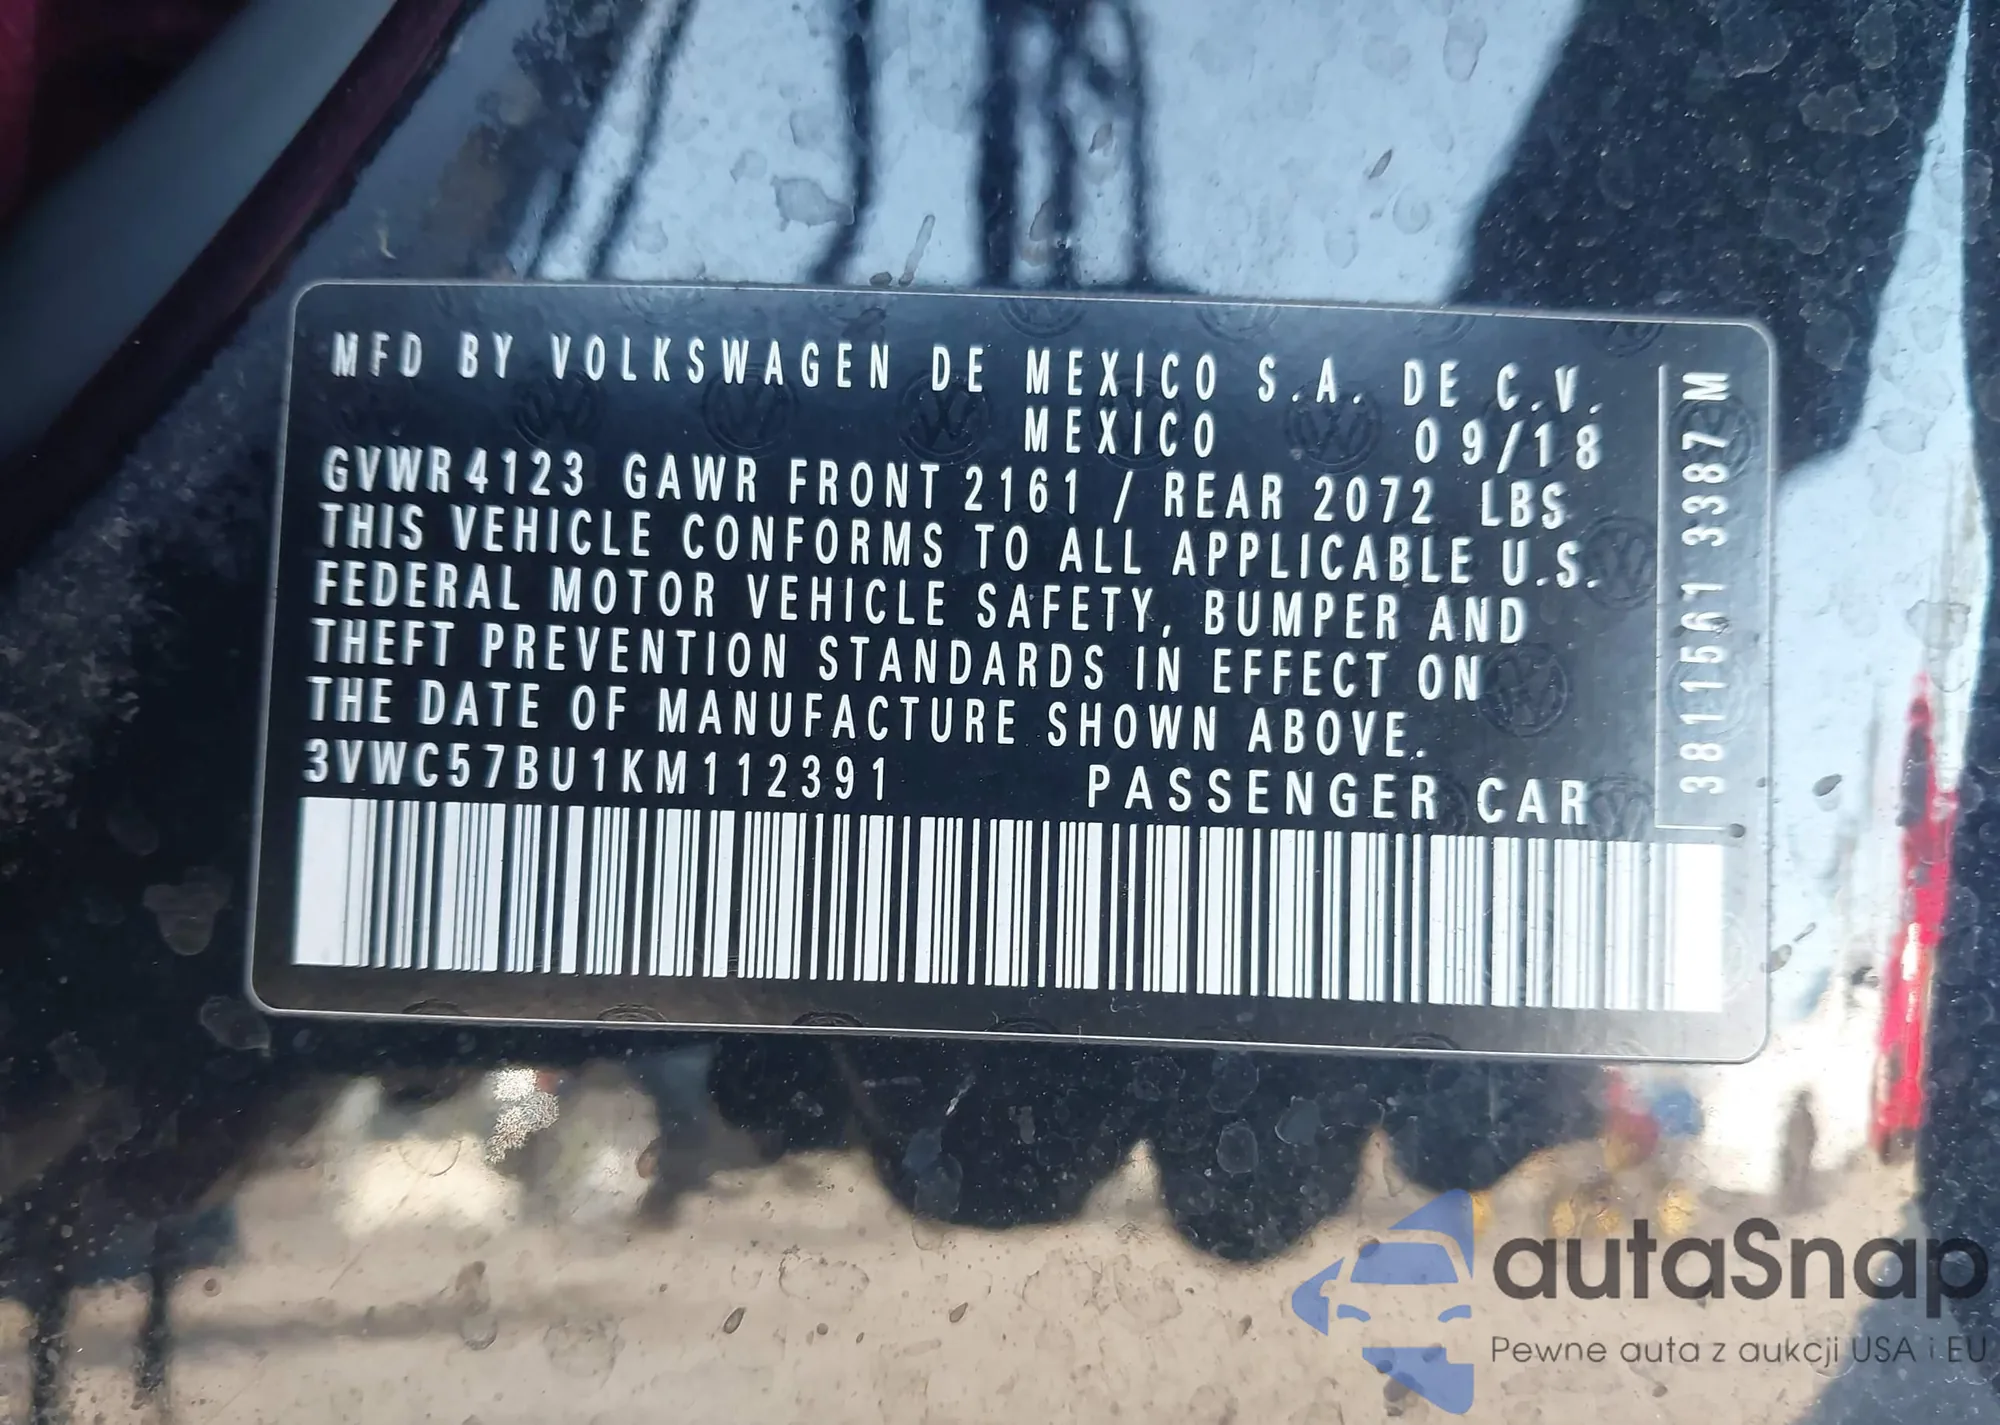 MFD BY VOLKSWAGEN DE MEXICO S.A. DE C.V.
MEXICO 09/18
GVWR 4123 GAWR FRONT 2161 / REAR 2072 LBS
THIS VEHICLE CONFORMS TO ALL APPLICABLE U.S.
FEDERAL MOTOR VEHICLE SAFETY, BUMPER AND
THEFT PREVENTION STANDARDS IN EFFECT ON
THE DATE OF MANUFACTURE SHOWN ABOVE.
3VWC57BU1KM112391 PASSENGER CAR
3811561 3387 M
autaSnap
Pewne auta z aukcji USA i EU